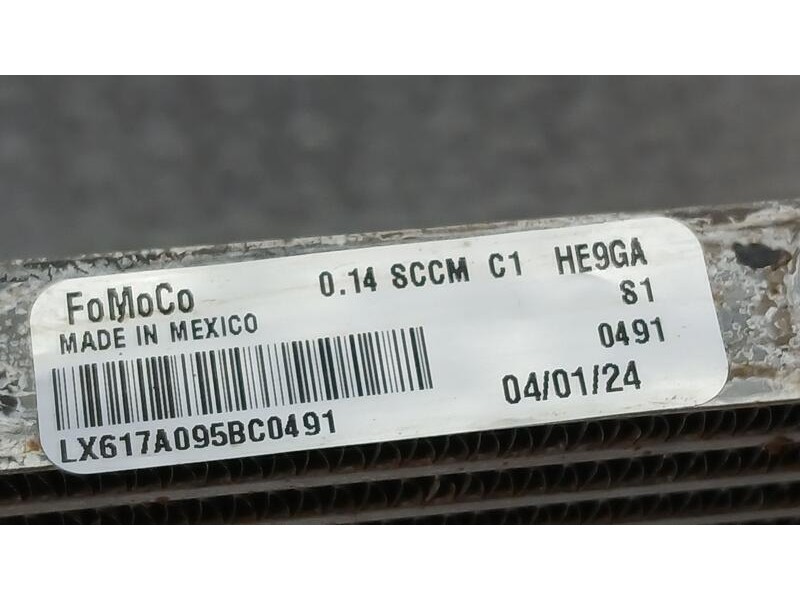 FoMoCo 0.14 SCCM C1 HE9GA
MADE IN MEXICO S1
0491
04/01/24
LX617A095BC0491